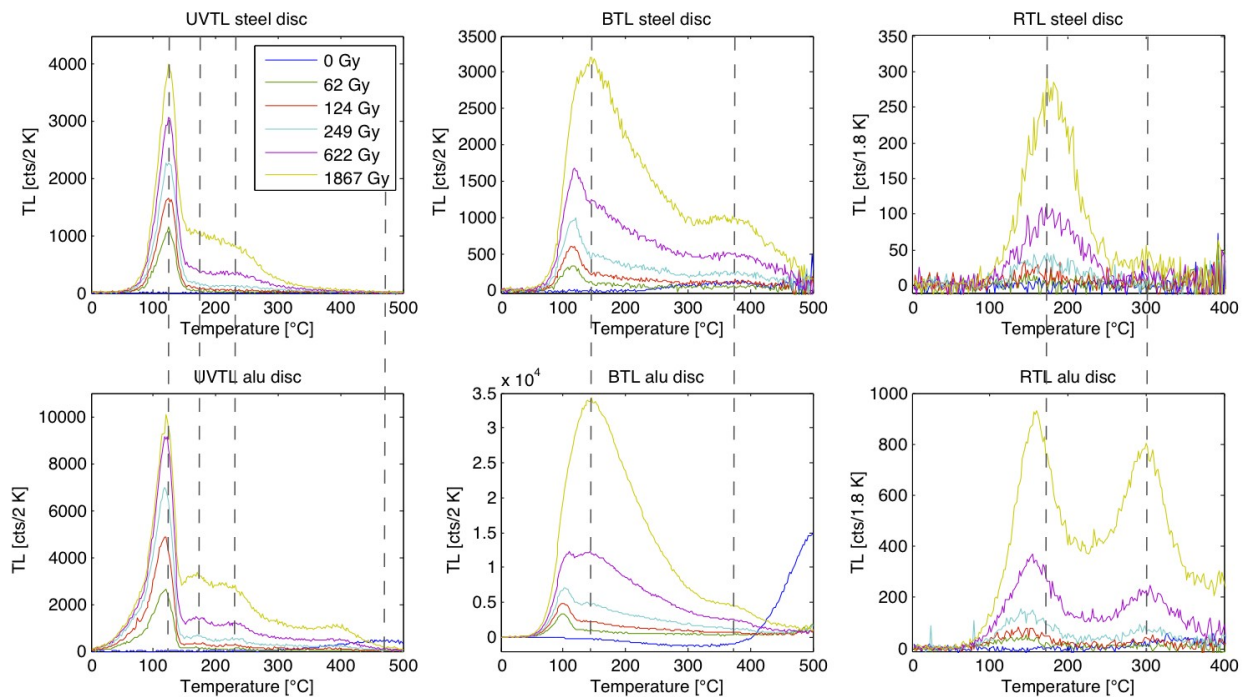 UVTL steel disc
4000
3000
2000
1000
0
TL [cts/2 K]
0 Gy
62 Gy
124 Gy
249 Gy
622 Gy
1867 Gy
0 100 200 300 400 500
Temperature [°C]
BTL steel disc
3500
3000
2500
2000
1500
1000
500
0
TL [cts/2 K]
0 100 200 300 400 500
Temperature [°C]
RTL steel disc
350
300
250
200
150
100
50
0
TL [cts/1.8 K]
0 100 200 300 400
Temperature [°C]
UVTL alu disc
10000
8000
6000
4000
2000
0
TL [cts/2 K]
0 100 200 300 400 500
Temperature [°C]
BTL alu disc
x 10⁴
3.5
3
2.5
2
1.5
1
0.5
0
TL [cts/2 K]
0 100 200 300 400 500
Temperature [°C]
RTL alu disc
1000
800
600
400
200
0
TL [cts/1.8 K]
0 100 200 300 400
Temperature [°C]